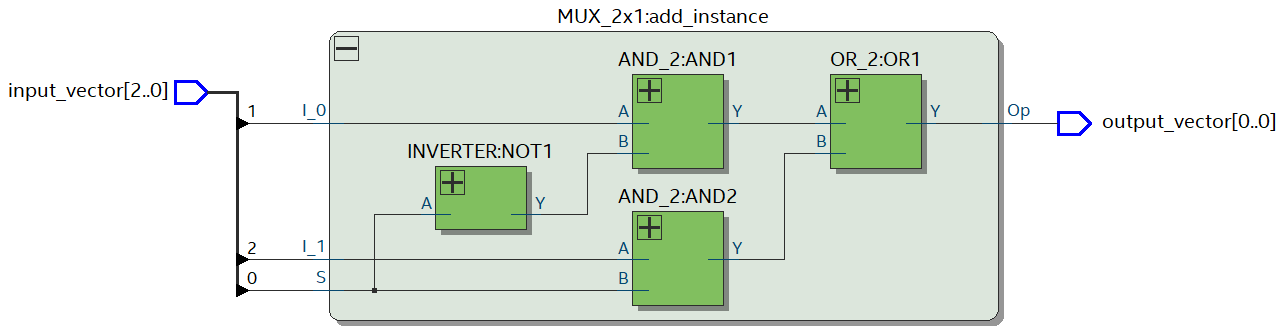 MUX_2x1:add_instance
AND_2:AND1
OR_2:OR1
input_vector[2..0]
1
I_0
A
Y
A
Y
Op
output_vector[0..0]
B
B
INVERTER:NOT1
AND_2:AND2
A
Y
2
I_1
A
Y
0
S
B